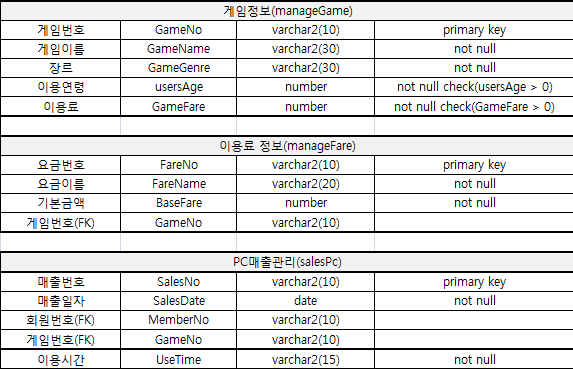 게임정보(manageGame)
게임번호 GameNo varchar2(10) primary key
게임이름 GameName varchar2(30) not null
장르 GameGenre varchar2(30) not null
이용연령 usersAge number not null check(usersAge > 0)
이용료 GameFare number not null check(GameFare > 0)
이용료 정보(manageFare)
요금번호 FareNo varchar2(10) primary key
요금이름 FareName varchar2(20) not null
기본금액 BaseFare number not null
게임번호(FK) GameNo varchar2(10)
PC매출관리(salesPc)
매출번호 SalesNo varchar2(10) primary key
매출일자 SalesDate date not null
회원번호(FK) MemberNo varchar2(10)
게임번호(FK) GameNo varchar2(10)
이용시간 UseTime varchar2(15) not null